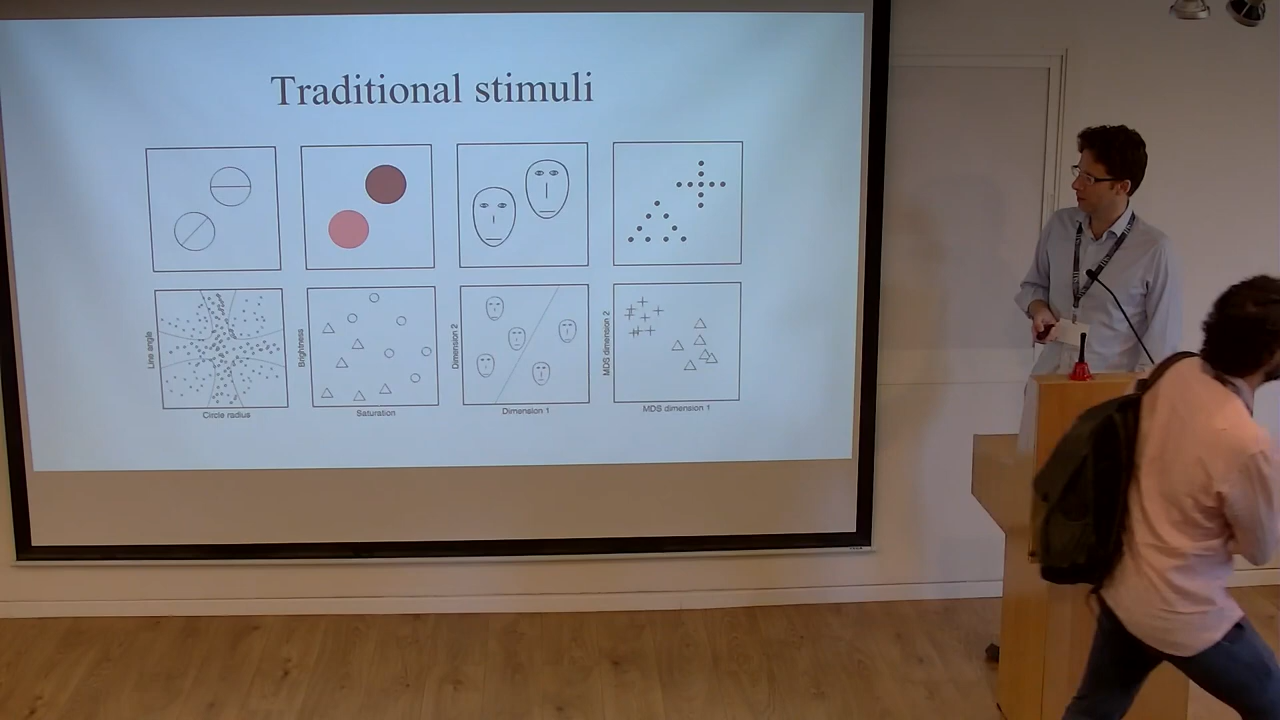 Traditional stimuli
Line angle
Circle radius
Brightness
Saturation
Dimension 2
Dimension 1
MDS dimension 2
MDS dimension 1